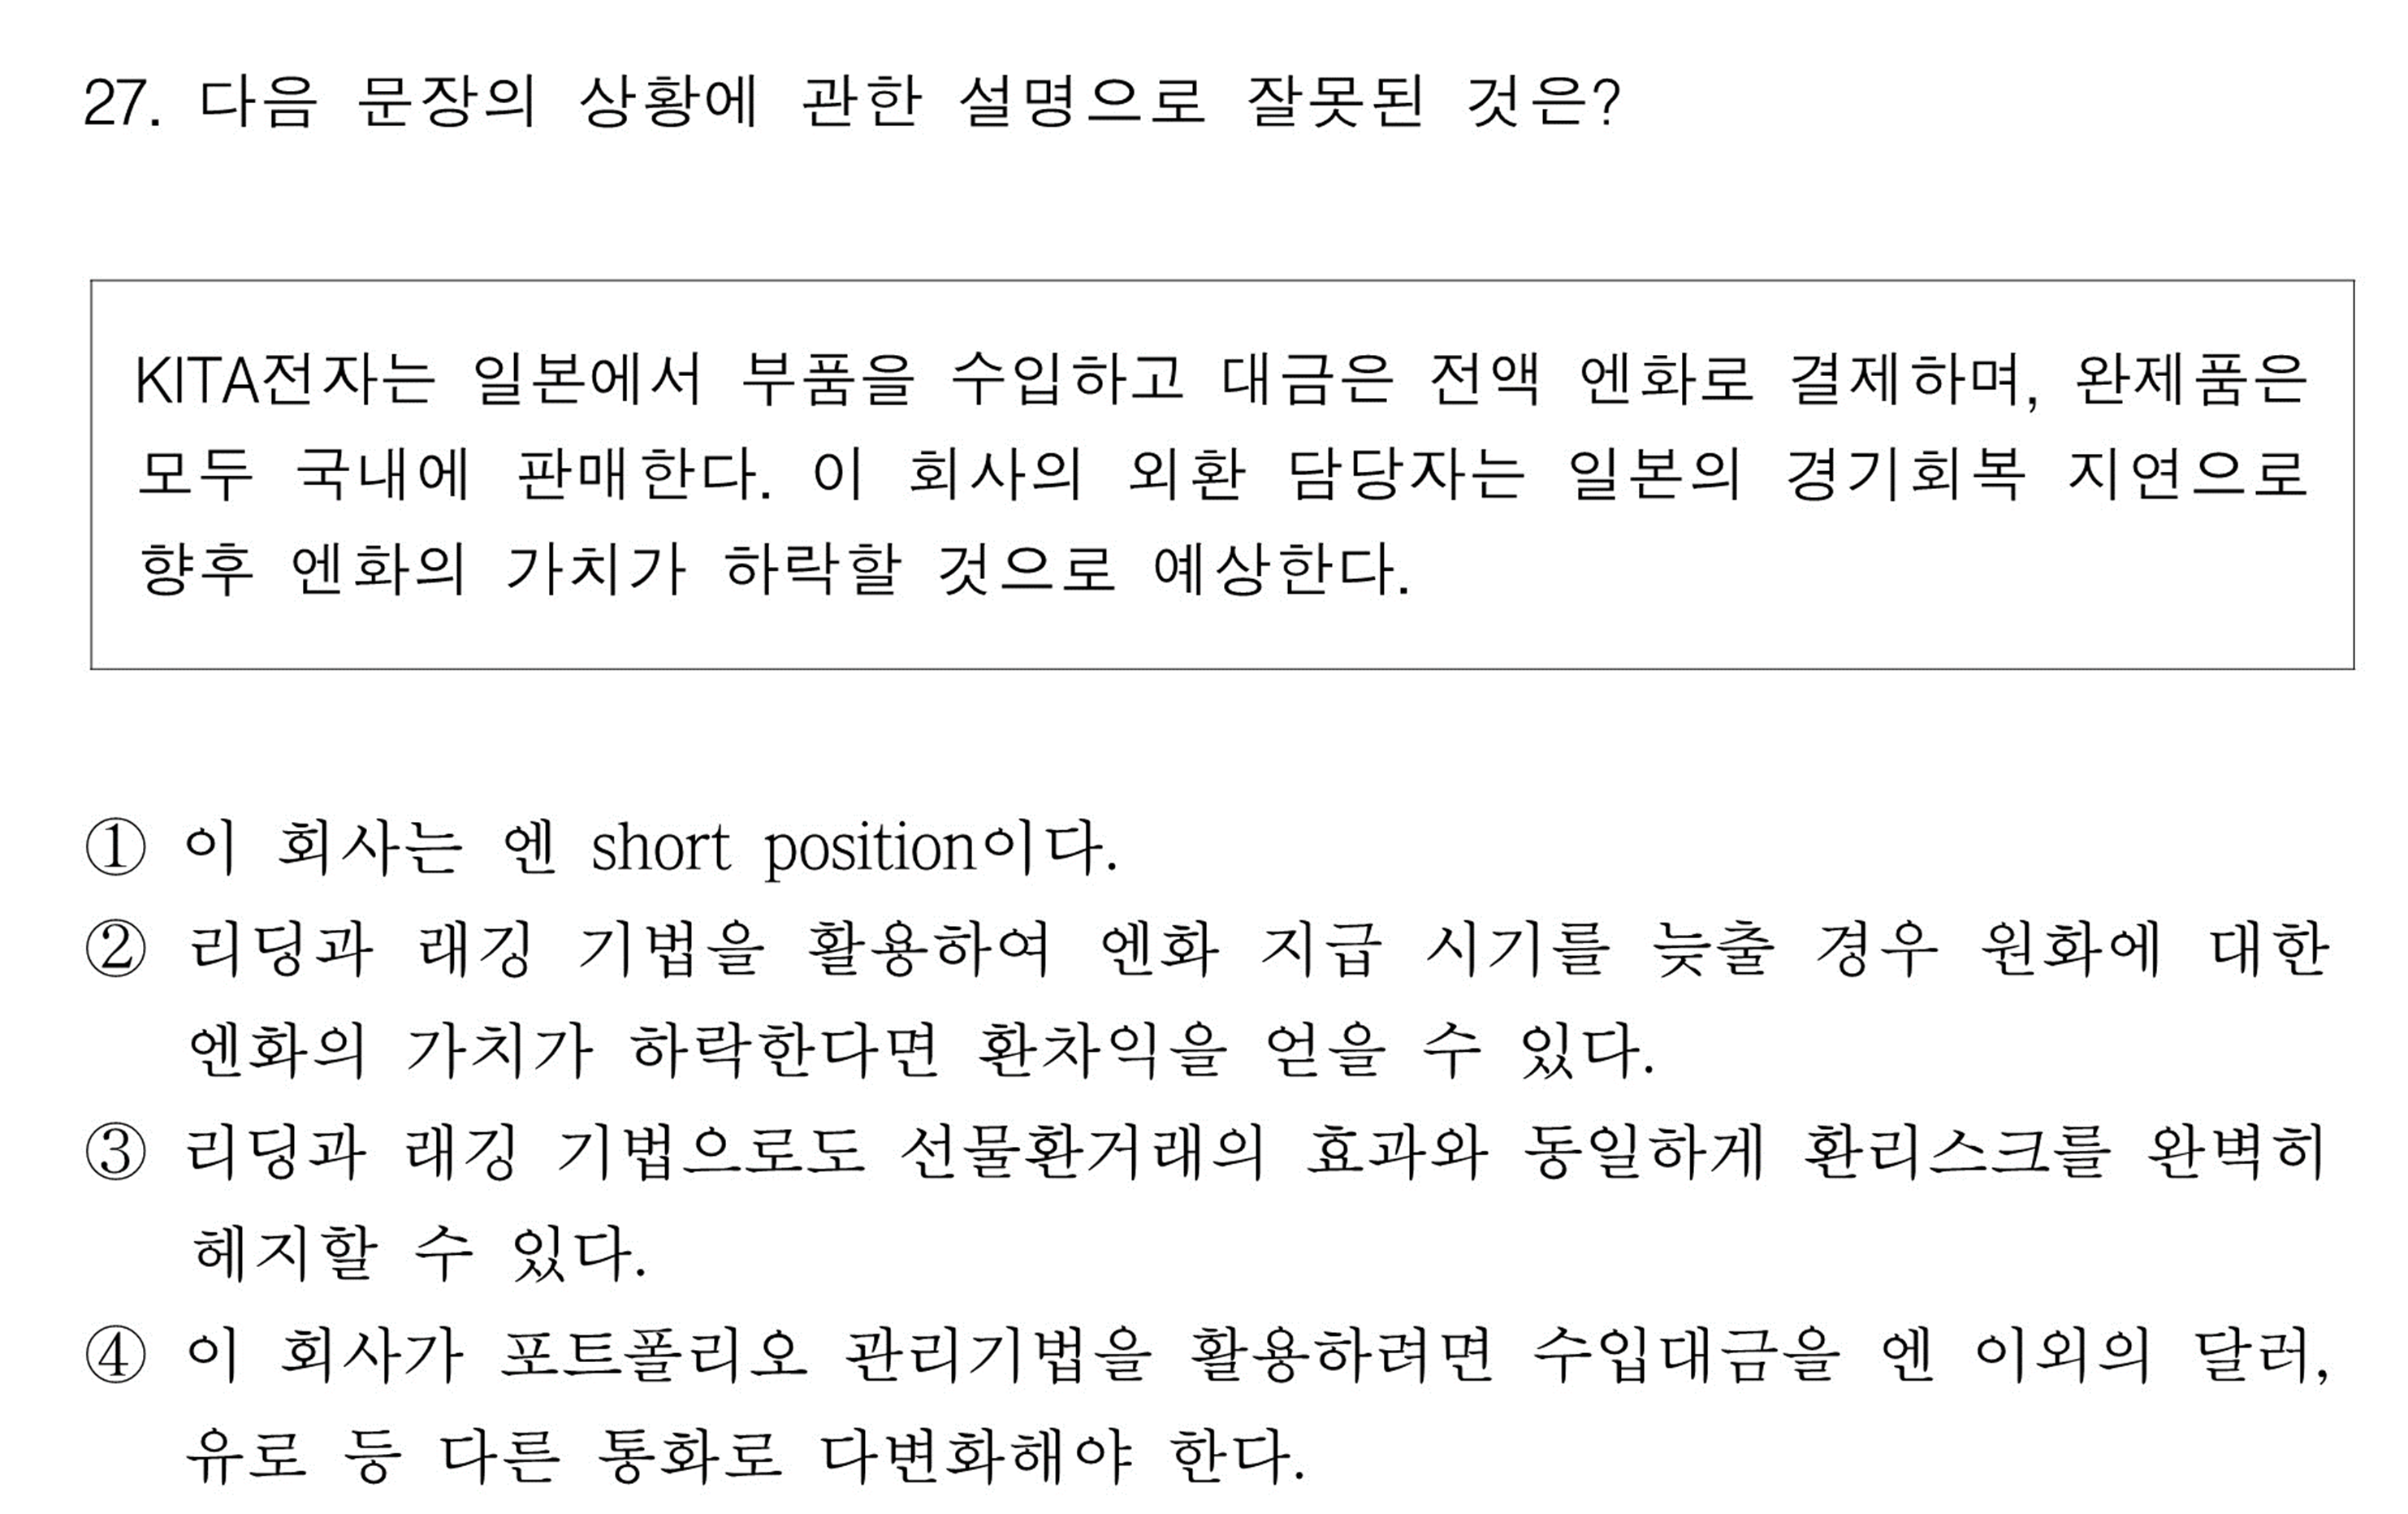 27. 다음 문장의 상황에 관한 설명으로 잘못된 것은?
KITA전자는 일본에서 부품을 수입하고 대금은 전액 엔화로 결제하며, 완제품은
모두 국내에 판매한다. 이 회사의 외환 담당자는 일본의 경기회복 지연으로
향후 엔화의 가치가 하락할 것으로 예상한다.
① 이 회사는 엔 short position이다.
② 리딩과 래깅 기법을 활용하여 엔화 지급 시기를 늦출 경우 원화에 대한
엔화의 가치가 하락한다면 환차익을 얻을 수 있다.
③ 리딩과 래깅 기법으로도 선물환거래의 효과와 동일하게 환리스크를 완벽히
헤지할 수 있다.
④ 이 회사가 포트폴리오 관리기법을 활용하려면 수입대금을 엔 이외의 달러,
유로 등 다른 통화로 다변화해야 한다.